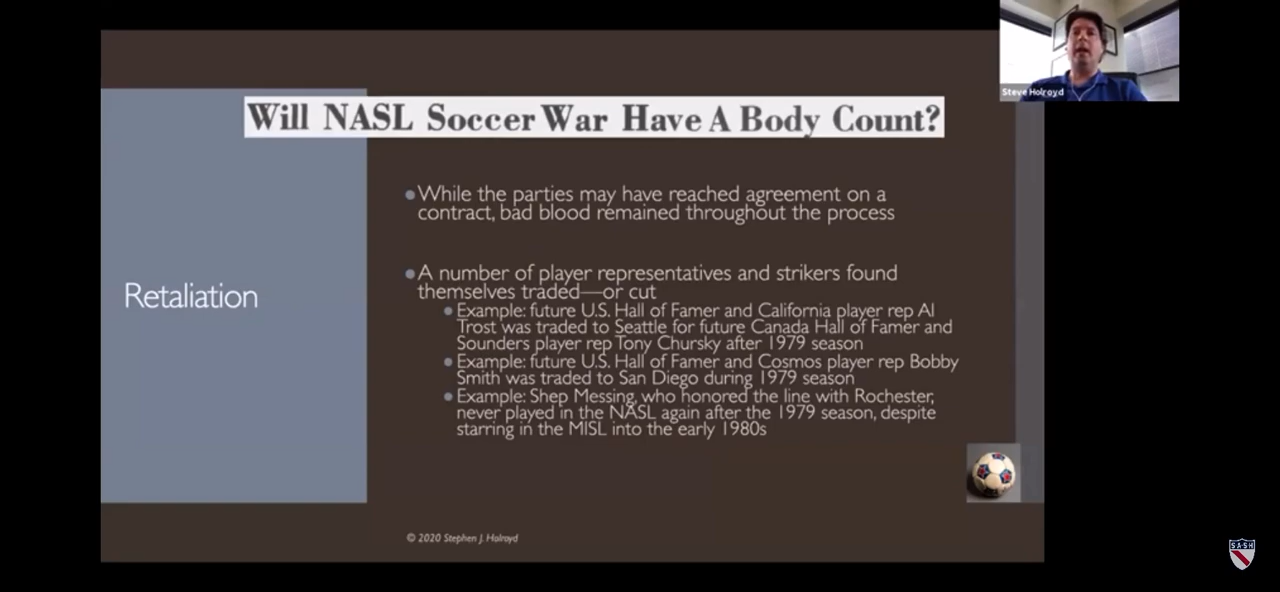 Steve Holroyd
Will NASL Soccer War Have A Body Count?
Retaliation
While the parties may have reached agreement on a
contract, bad blood remained throughout the process
A number of player representatives and strikers found
themselves traded—or cut
Example: future U.S. Hall of Famer and California player rep Al
Trost was traded to Seattle for future Canada Hall of Famer and
Sounders player rep Tony Chursky after 1979 season
Example: future U.S. Hall of Famer and Cosmos player rep Bobby
Smith was traded to San Diego during 1979 season
Example: Shep Messing, who honored the line with Rochester,
never played in the NASL again after the 1979 season, despite
starring in the MISL into the early 1980s
© 2020 Stephen J. Holroyd
SASH